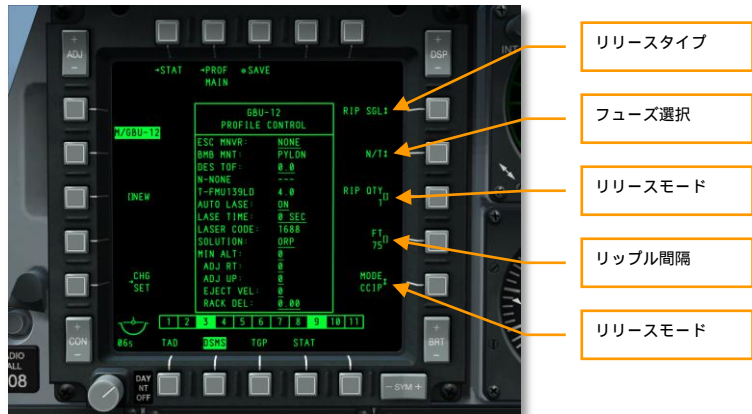 ADJ
DSP
INT
→STAT →PROF ●SAVE
MAIN
RIP SGL↕
M/GBU-12
GBU-12
PROFILE CONTROL
ESC MNVR: NONE
BMB MNT: PYLON
DES TOF: 0.0
N-NONE ---
T-FMU139LD 4.0
AUTO LASE: ON
LASE TIME: 0 SEC
LASER CODE: 1688
SOLUTION: ORP
MIN ALT: 0
ADJ RT: 0
ADJ UP: 0
EJECT VEL: 0
RACK DEL: 0.00
N/T↕
[]NEW
RIP QTY
1[]
FT
75[]
CHG
SET
MODE
CCIP↕
1 2 3 4 5 6 7 8 9 10 11
CON
BRT
06s TAD DSMS TGP STAT
DAY
NT
OFF
- SYM +
ADIO
ALL
08
リリースタイプ
フューズ選択
リリースモード
リップル間隔
リリースモード